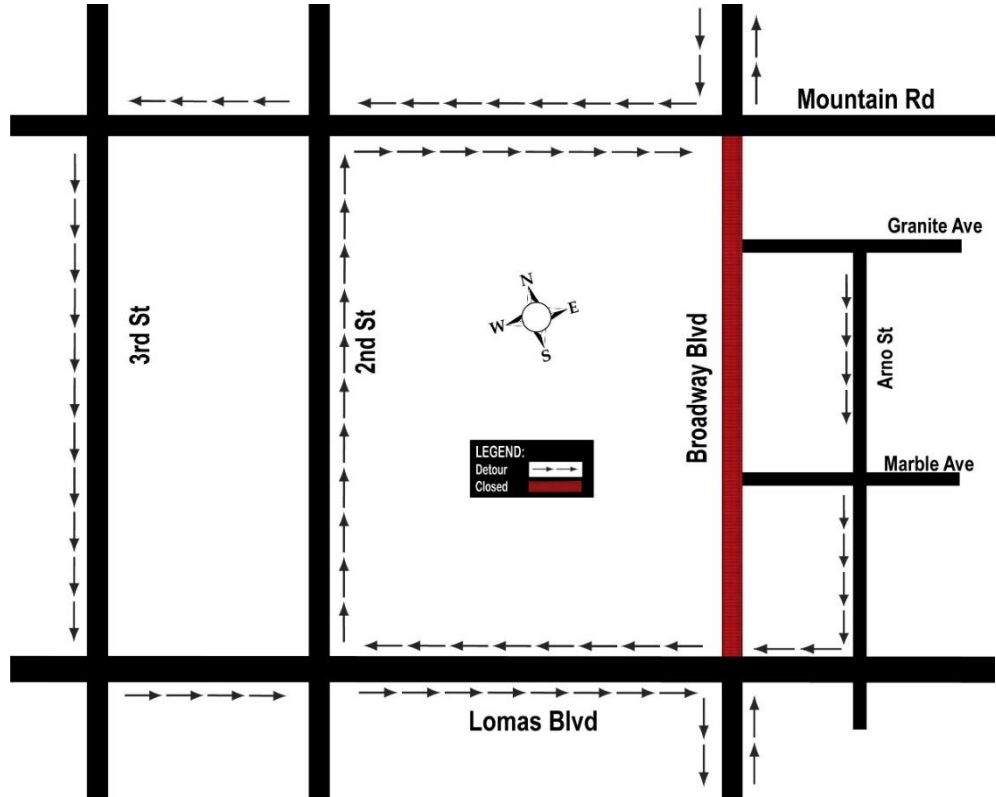 Mountain Rd
Granite Ave
N
W E
S
3rd St
2nd St
Broadway Blvd
Arno St
LEGEND:
Detour
Closed
Marble Ave
Lomas Blvd